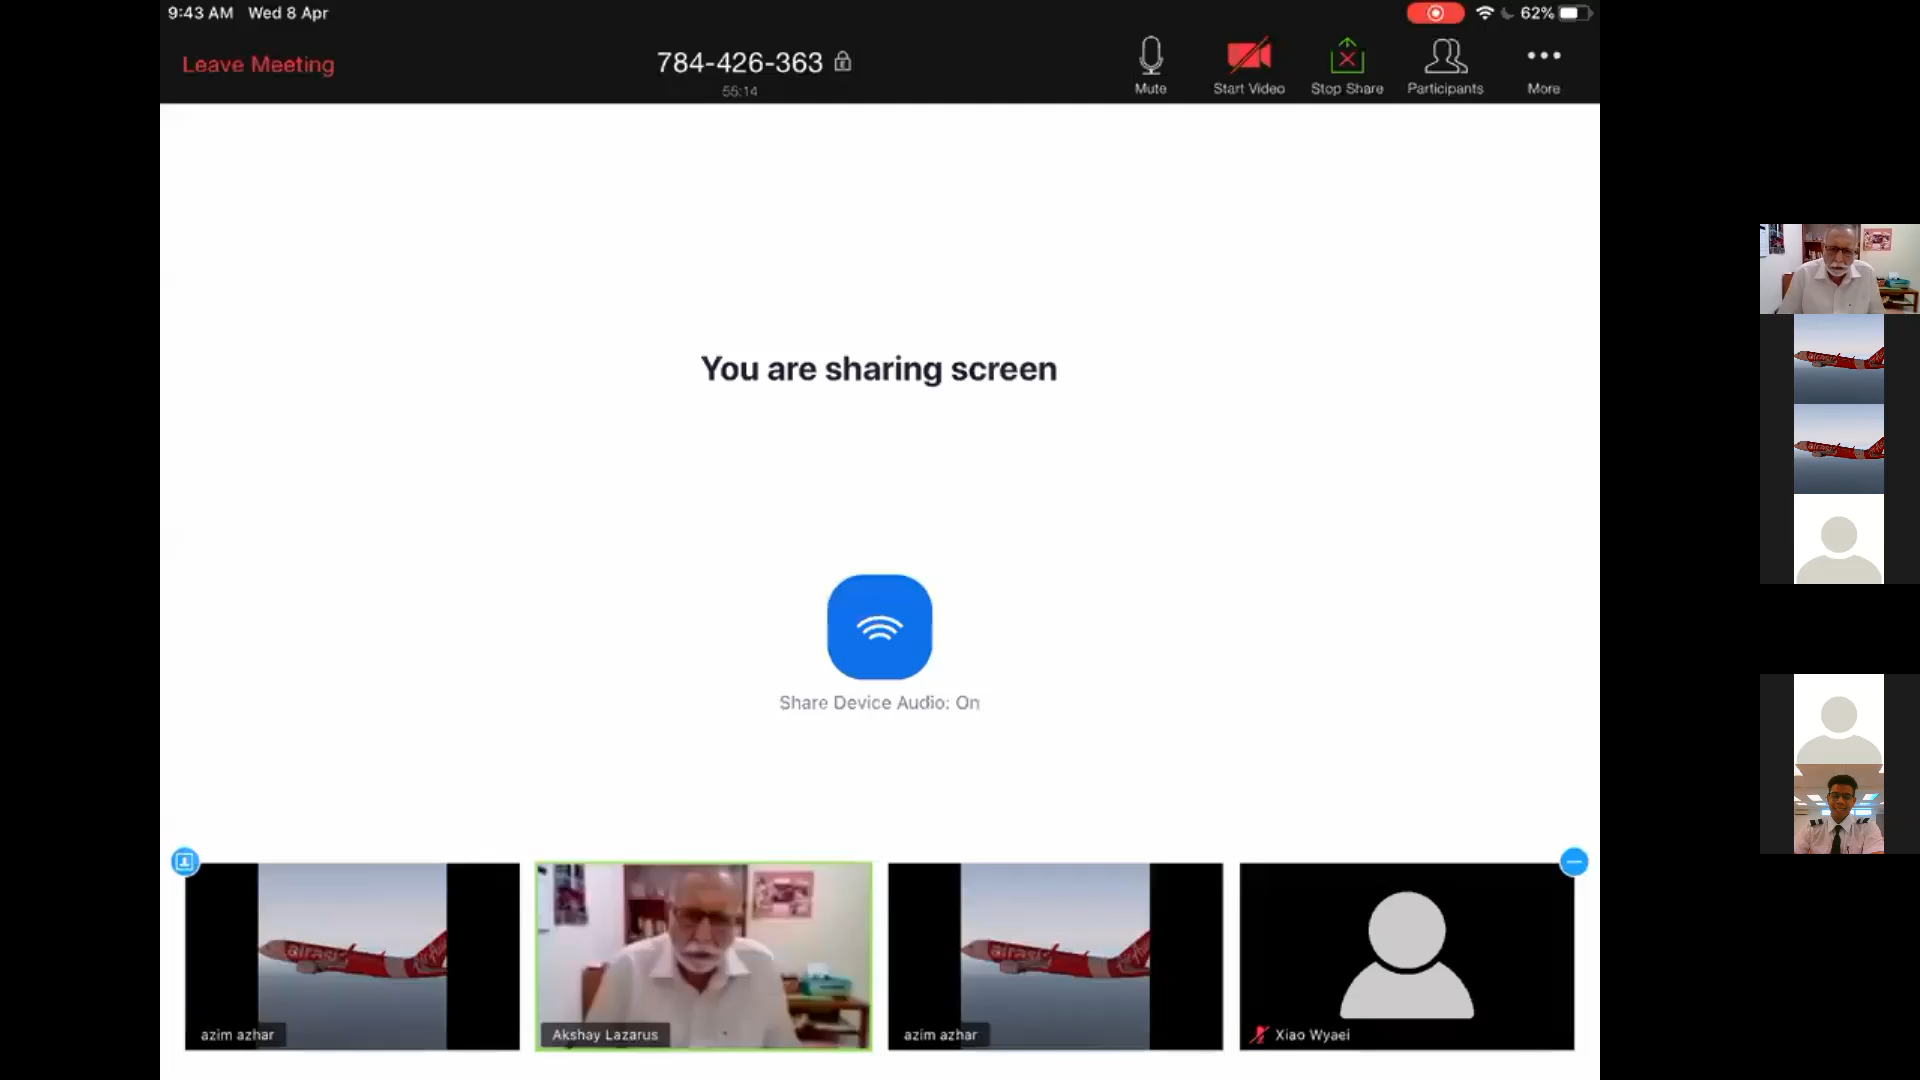 9:43 AM Wed 8 Apr
62%
Leave Meeting
784-426-363
55:14
Mute
Start Video
Stop Share
Participants
More
You are sharing screen
Share Device Audio: On
azim azhar
Akshay Lazarus
azim azhar
Xiao Wyaei